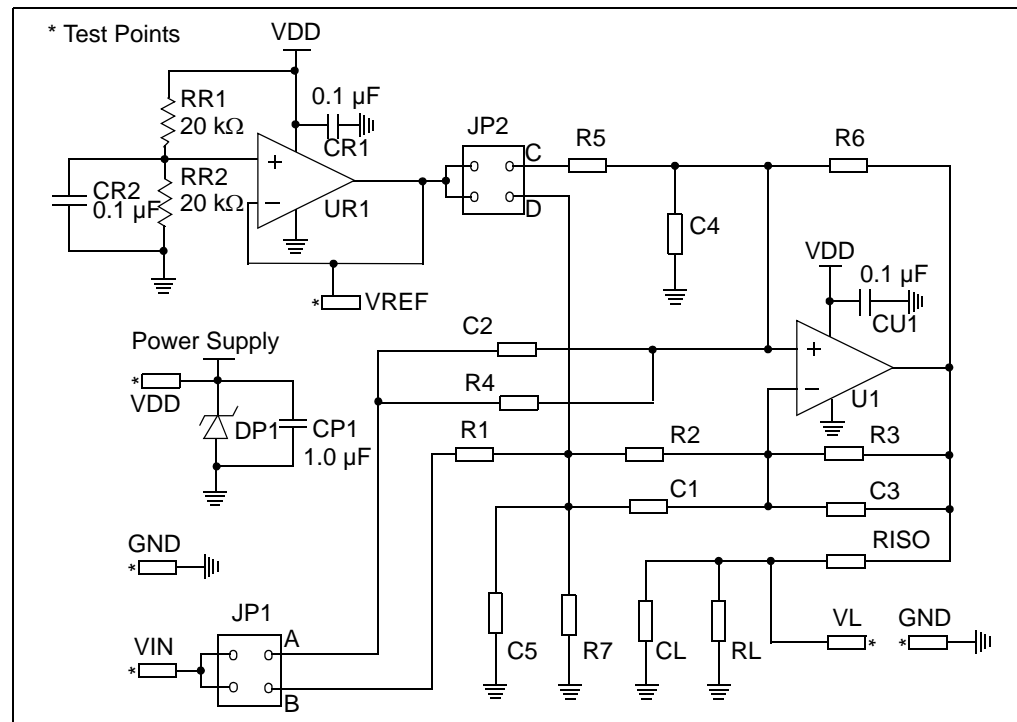 * Test Points
VDD
RR1
20 kΩ
0.1 µF
CR1
JP2
C
D
R5
R6
CR2
0.1 µF
RR2
20 kΩ
+
−
UR1
C4
VDD
0.1 µF
CU1
* VREF
C2
Power Supply
* VDD
R4
+
−
U1
DP1
CP1
1.0 µF
R1
R2
R3
C1
C3
GND
*
RISO
JP1
VIN
*
A
B
C5
R7
CL
RL
VL
*
GND
*